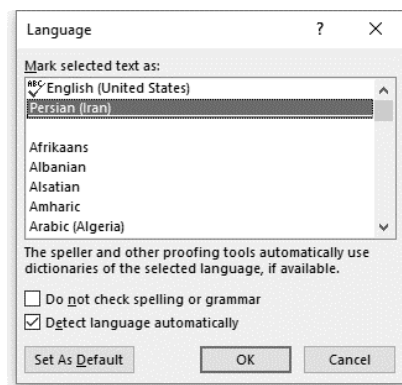 Language ? ×
Mark selected text as:
ABC English (United States)
Persian (Iran)
Afrikaans
Albanian
Alsatian
Amharic
Arabic (Algeria)
The speller and other proofing tools automatically use
dictionaries of the selected language, if available.
Do not check spelling or grammar
Detect language automatically
Set As Default OK Cancel